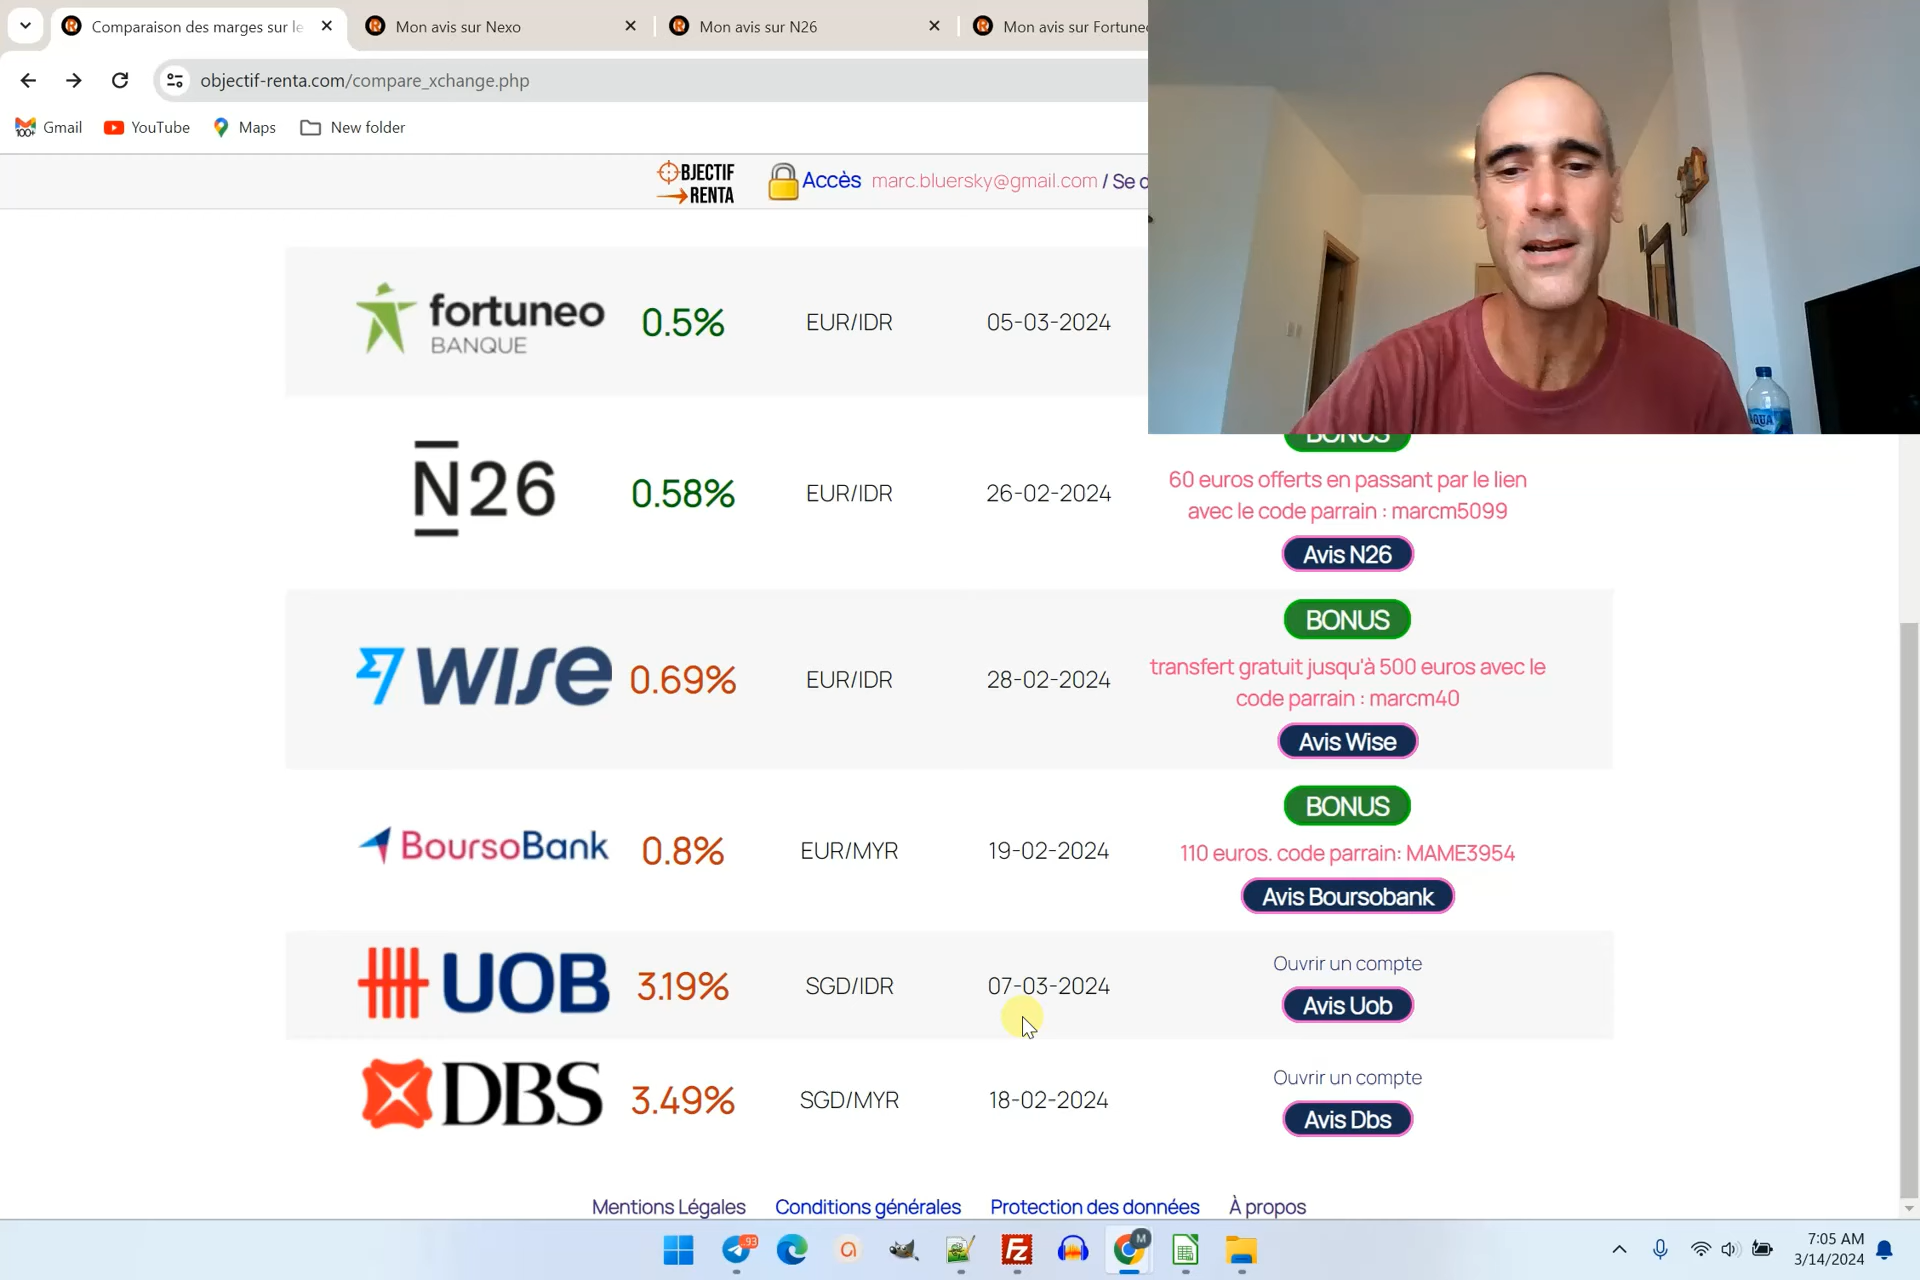 Comparaison des marges sur le
Mon avis sur Nexo
Mon avis sur N26
Mon avis sur Fortune
objectif-renta.com/compare_xchange.php
Gmail
YouTube
Maps
New folder
BJECTIF
RENTA
Accès marc.bluersky@gmail.com / Se
fortuneo
BANQUE
0.5%
EUR/IDR
05-03-2024
N26
0.58%
EUR/IDR
26-02-2024
BONUS
60 euros offerts en passant par le lien
avec le code parrain : marcm5099
Avis N26
WISE
0.69%
EUR/IDR
28-02-2024
BONUS
transfert gratuit jusqu'à 500 euros avec le
code parrain : marcm40
Avis Wise
BoursoBank
0.8%
EUR/MYR
19-02-2024
BONUS
110 euros. code parrain: MAME3954
Avis Boursobank
UOB
3.19%
SGD/IDR
07-03-2024
Ouvrir un compte
Avis Uob
DBS
3.49%
SGD/MYR
18-02-2024
Ouvrir un compte
Avis Dbs
Mentions Légales
Conditions générales
Protection des données
À propos
93
M
7:05 AM
3/14/2024
AQUA